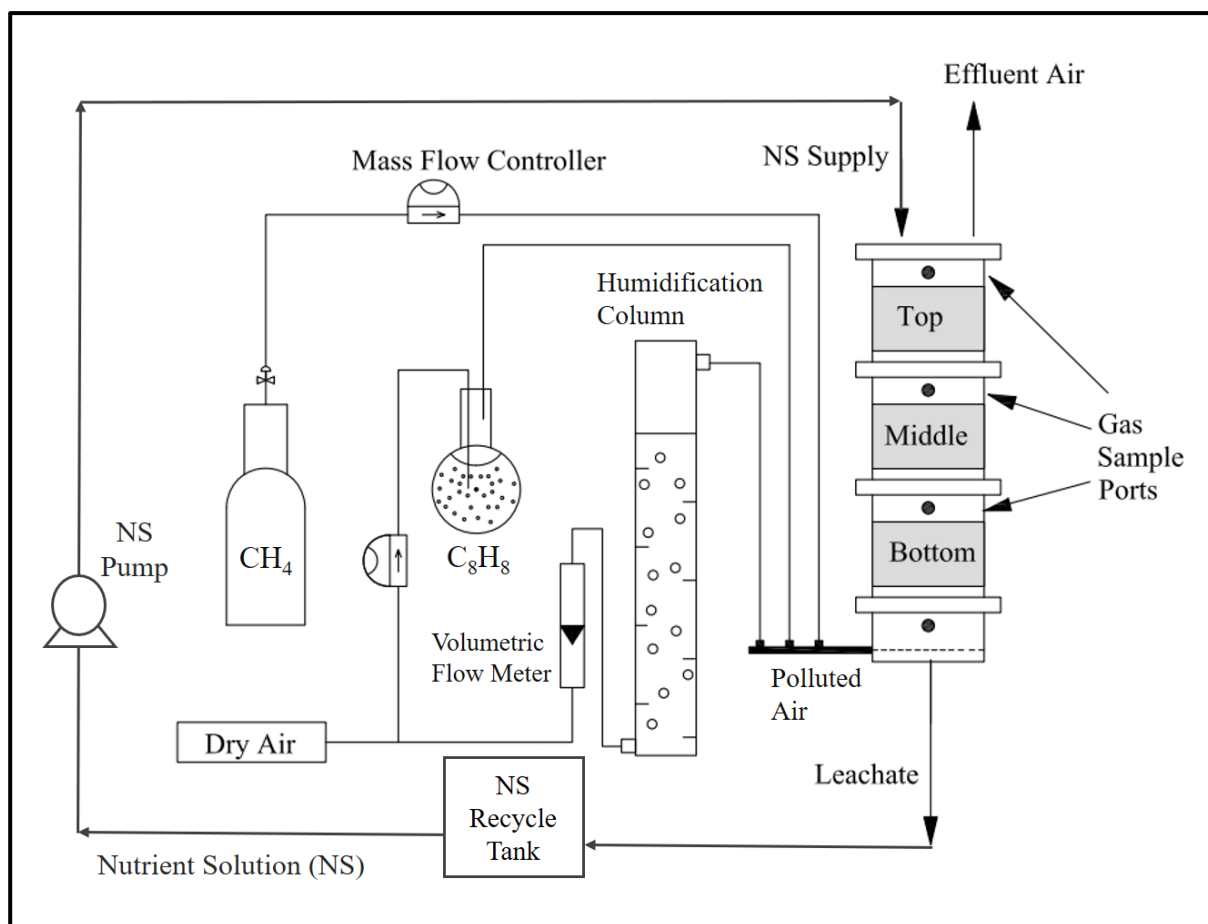 Effluent Air
NS Supply
Mass Flow Controller
Humidification
Column
Top
Middle
Bottom
Gas
Sample
Ports
NS
Pump
CH₄
C₈H₈
Volumetric
Flow Meter
Polluted
Air
Dry Air
Leachate
NS
Recycle
Tank
Nutrient Solution (NS)